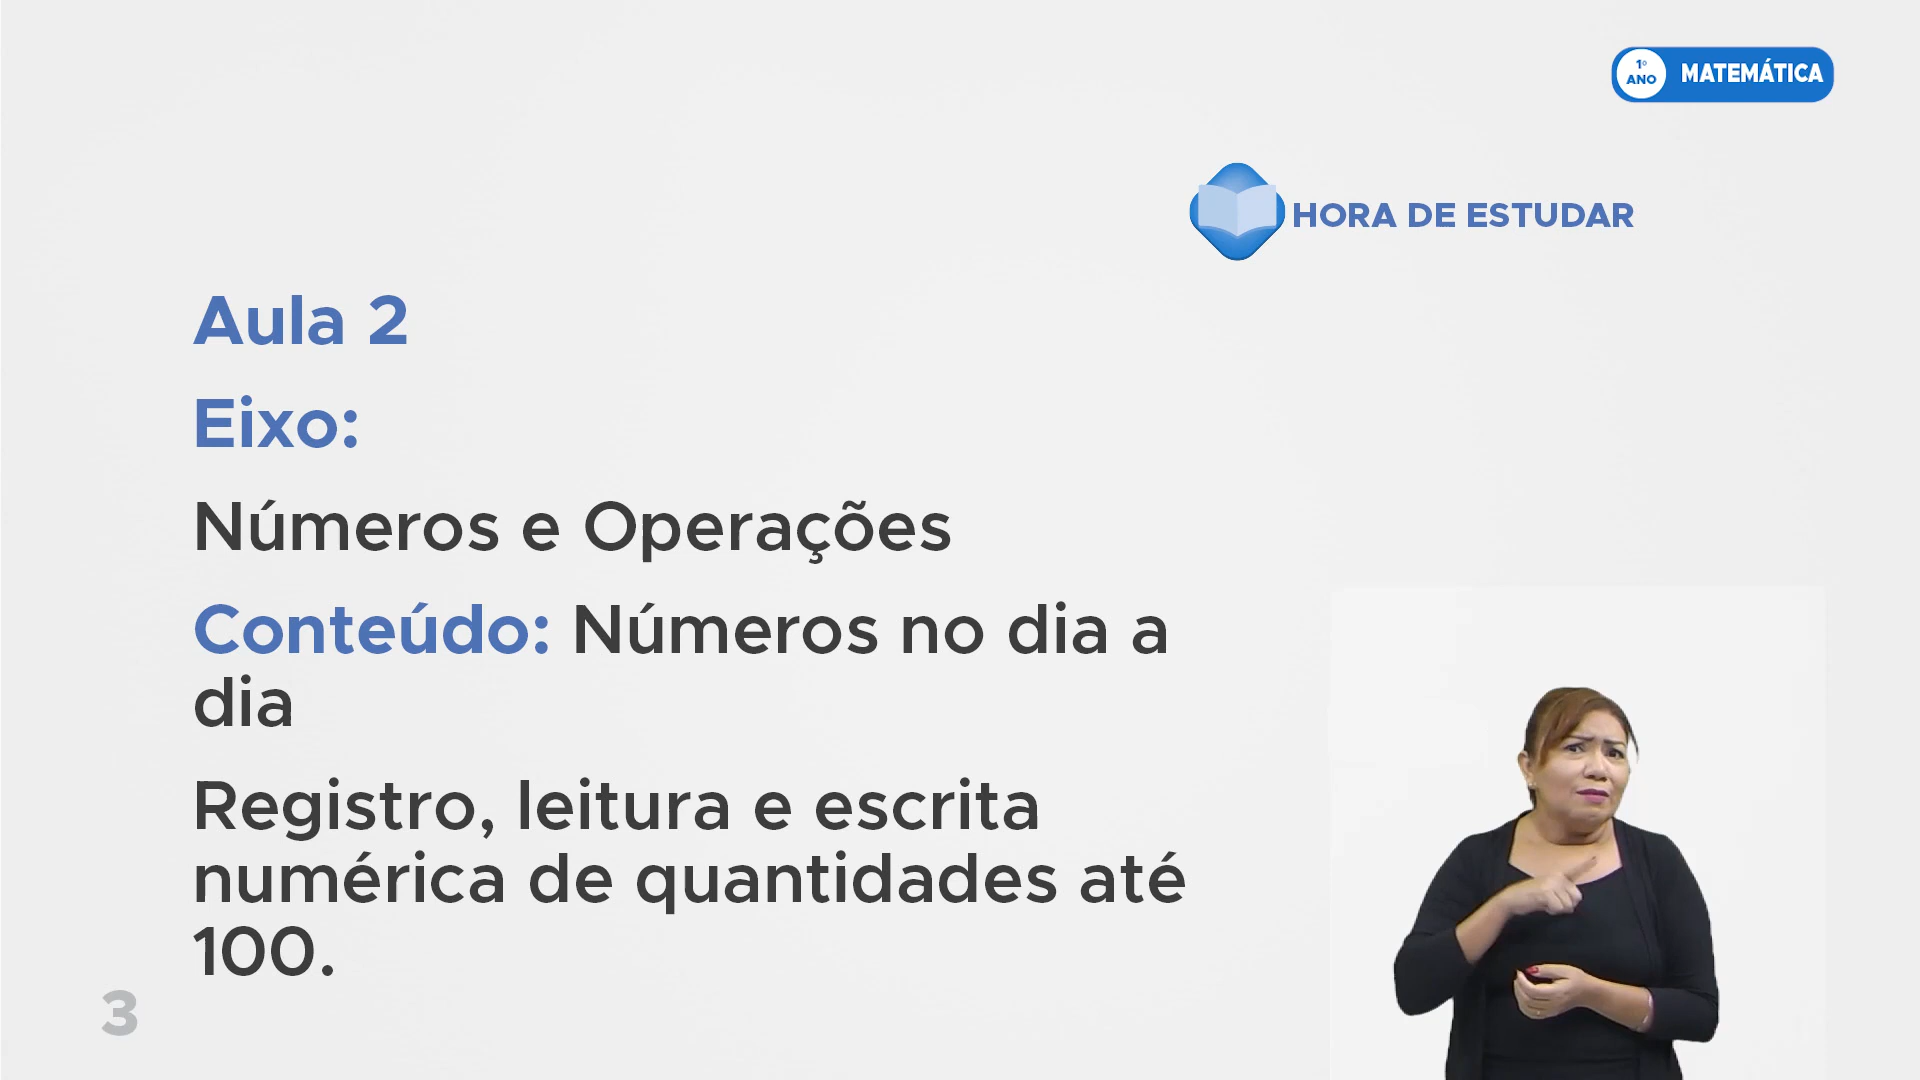 1º
ANO
MATEMÁTICA
HORA DE ESTUDAR
Aula 2
Eixo:
Números e Operações
Conteúdo: Números no dia a
dia
Registro, leitura e escrita
numérica de quantidades até
100.
3